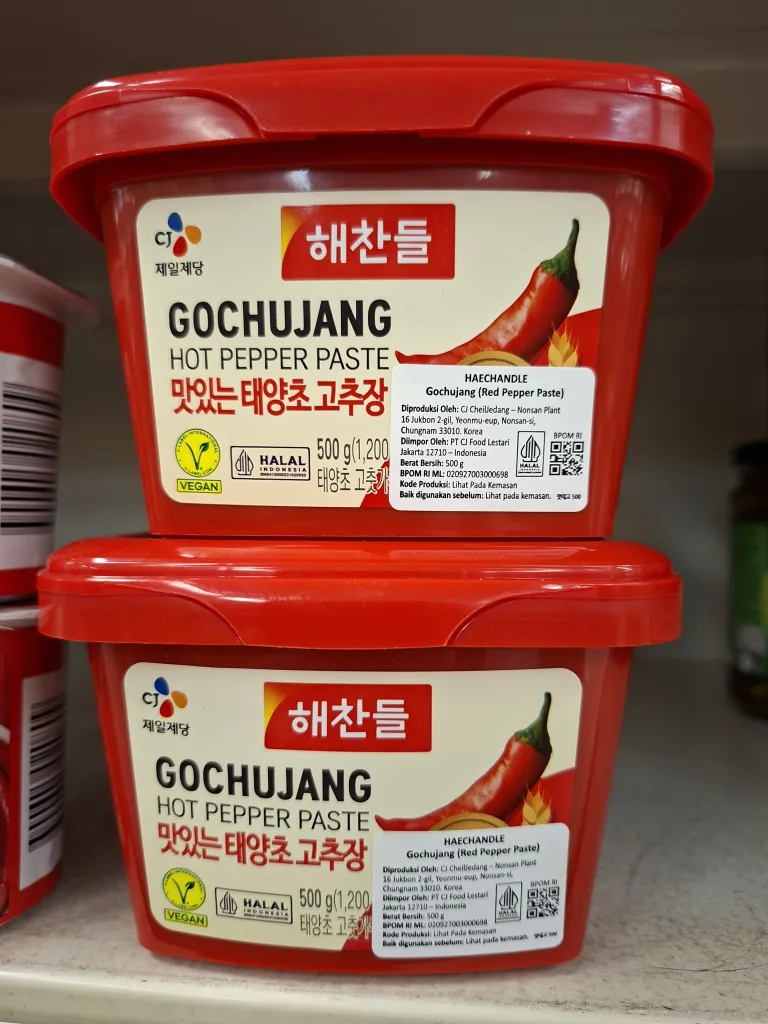 CJ
제일제당
해찬들
GOCHUJANG
HOT PEPPER PASTE
맛있는 태양초 고추장
V-LABEL INTERNATIONAL
VEGAN
HALAL
INDONESIA
500 g(1,200
태양초 고춧가
HAECHANDLE
Gochujang (Red Pepper Paste)
Diproduksi Oleh: CJ CheilJedang – Nonsan Plant
16 Jukbon 2-gil, Yeonmu-eup, Nonsan-si,
Chungnam 33010. Korea
Diimpor Oleh: PT CJ Food Lestari
Jakarta 12710 – Indonesia
Berat Bersih: 500 g
BPOM RI ML: 020927003000698
Kode Produksi: Lihat Pada Kemasan
Baik digunakan sebelum: Lihat pada kemasan.
HALAL
INDONESIA
BPOM RI
CJ
제일제당
해찬들
GOCHUJANG
HOT PEPPER PASTE
맛있는 태양초 고추장
VEGAN
HALAL
INDONESIA
500 g(1,200
태양초 고춧가
HAECHANDLE
Gochujang (Red Pepper Paste)
Diproduksi Oleh: CJ CheilJedang – Nonsan Plant
16 Jukbon 2-gil, Yeonmu-eup, Nonsan-si,
Chungnam 33010. Korea
Diimpor Oleh: PT CJ Food Lestari
Jakarta 12710 – Indonesia
Berat Bersih: 500 g
BPOM RI ML: 020927003000698
Kode Produksi: Lihat Pada Kemasan
Baik digunakan sebelum: Lihat pada kemasan.
HALAL
INDONESIA
BPOM RI